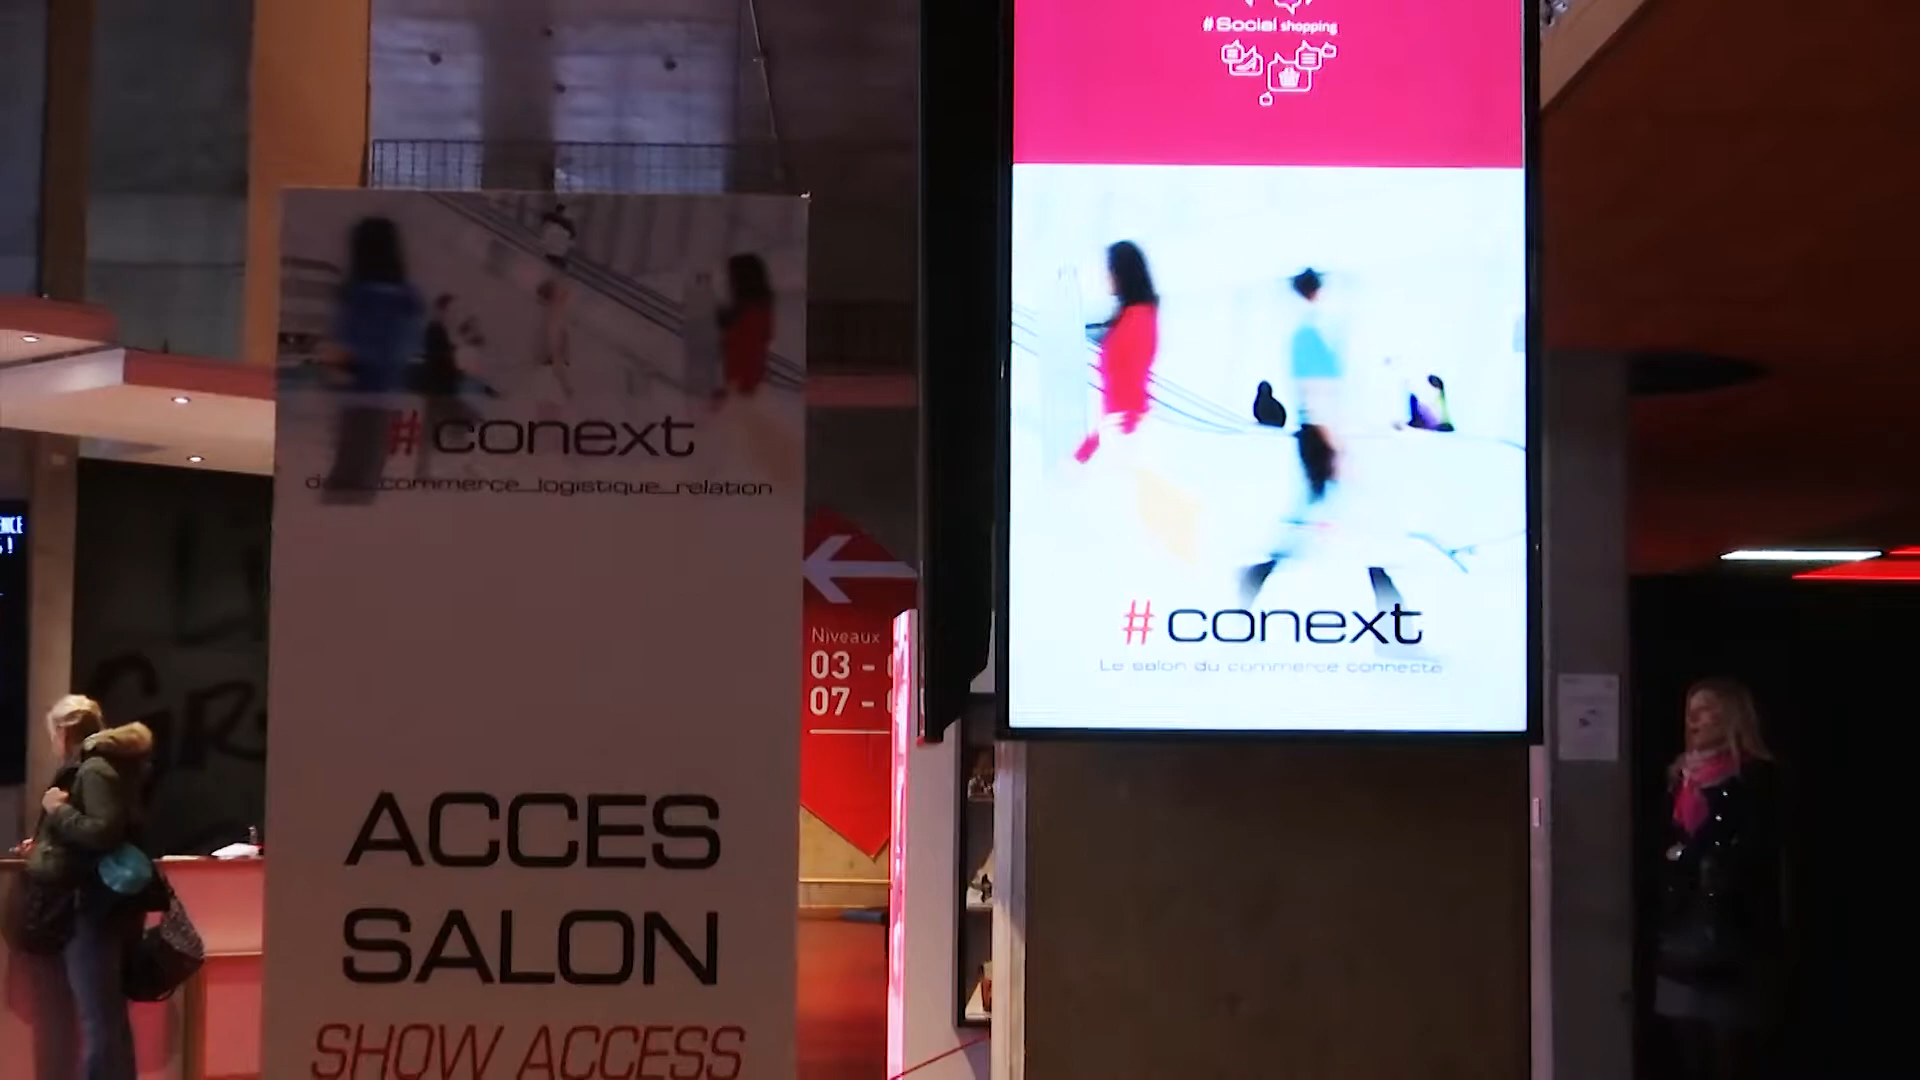 #conext
commerce_logistique_relation
ACCES
SALON
SHOW ACCESS
Niveaux
03 -
07 -
#Social shopping
#conext
Le salon du commerce connecté